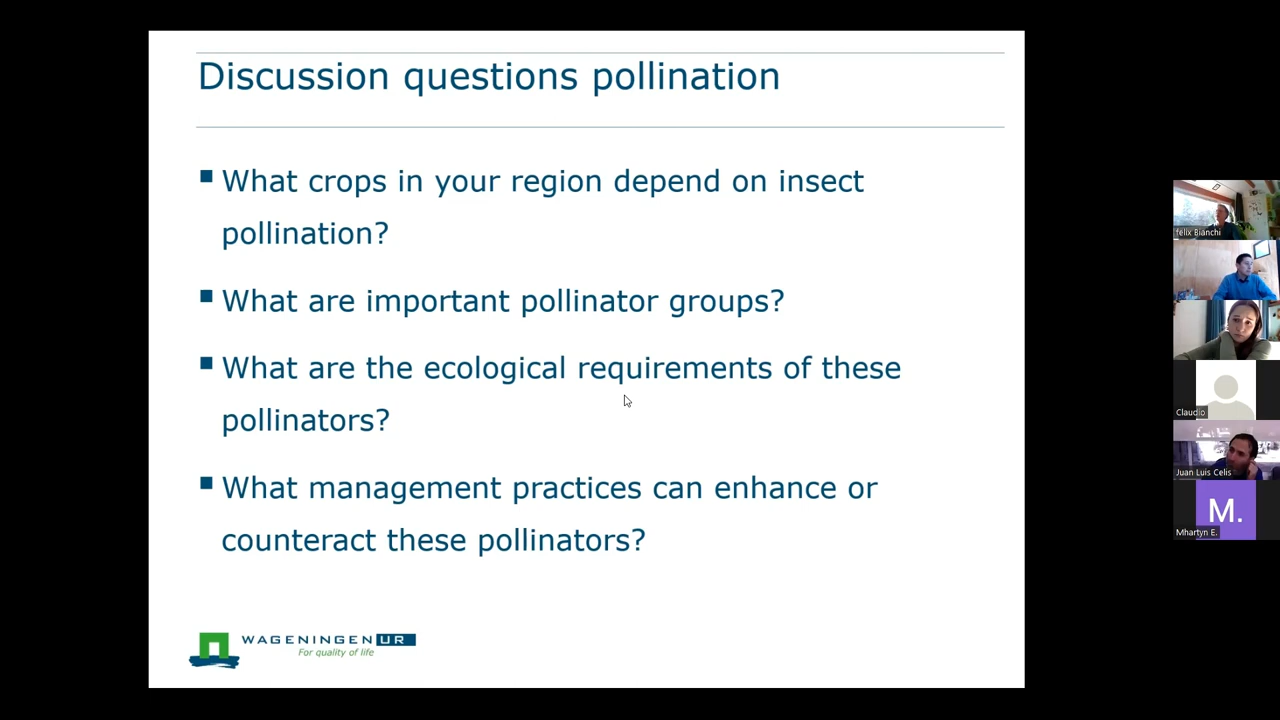 Discussion questions pollination
What crops in your region depend on insect
pollination?
What are important pollinator groups?
What are the ecological requirements of these
pollinators?
What management practices can enhance or
counteract these pollinators?
WAGENINGEN UR
For quality of life
felix Bianchi
Claudio
Juan Luis Celis
M.
Mhartyn E.